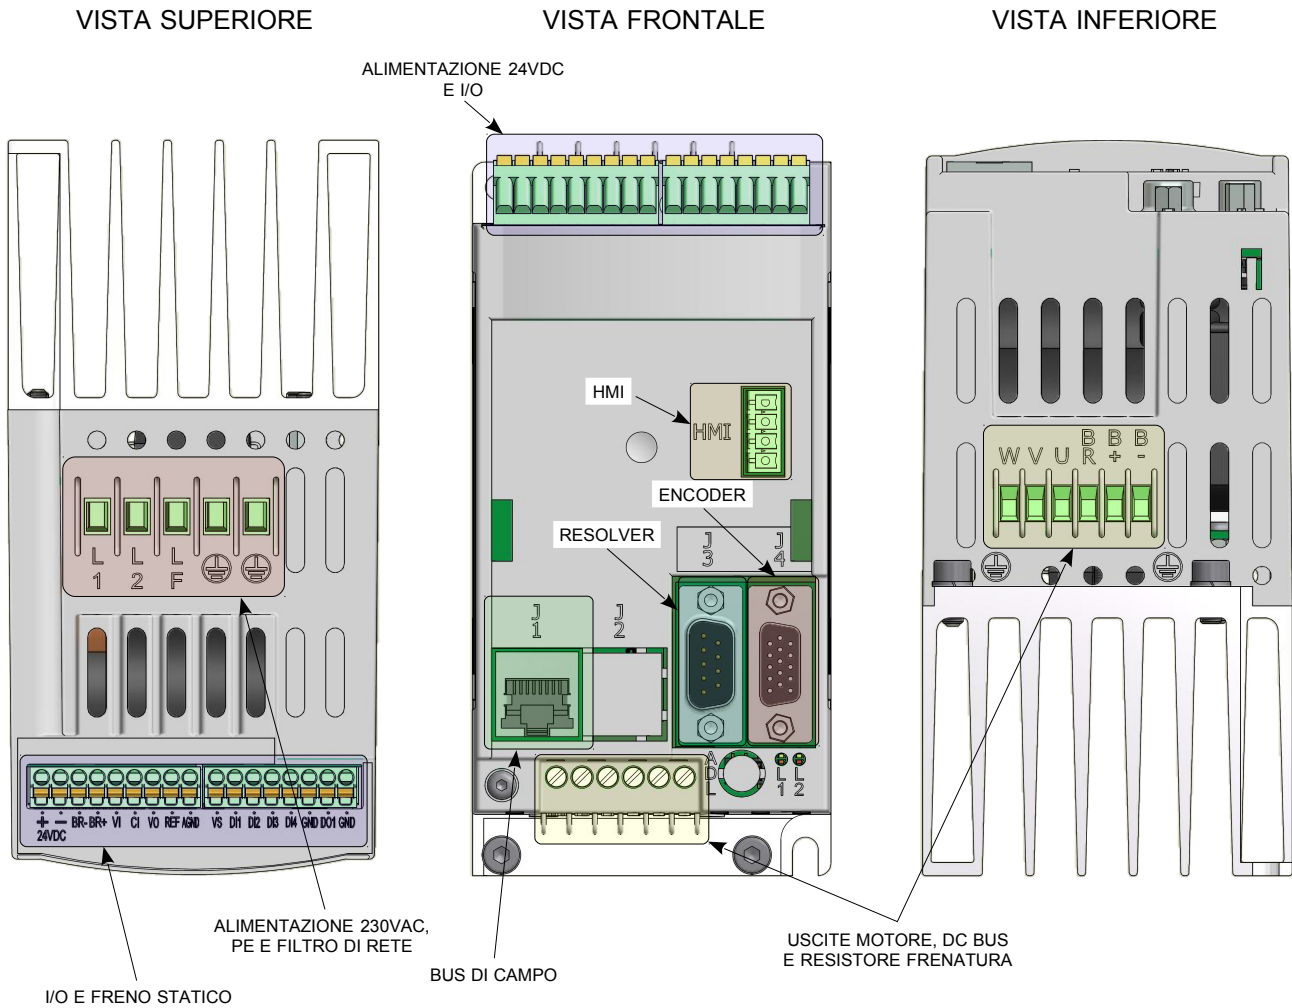 VISTA SUPERIORE
VISTA FRONTALE
VISTA INFERIORE
ALIMENTAZIONE 24VDC
E I/O
HMI
HMI
ENCODER
RESOLVER
J
3
J
4
J
1
J
2
A
D
L
L
1
L
2
L
1
L
2
L
F
W V U B
R
B
+
B
-
+ − BR- BR+ VI CI VO REF AGND VS DI1 DI2 DI3 DI4 GND DO1 GND
24VDC
ALIMENTAZIONE 230VAC,
PE E FILTRO DI RETE
BUS DI CAMPO
USCITE MOTORE, DC BUS
E RESISTORE FRENATURA
I/O E FRENO STATICO